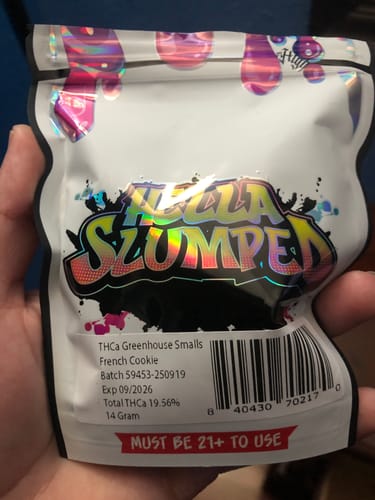 HELLA
SLUMPED
THCa Greenhouse Smalls
French Cookie
Batch 59453-250919
Exp 09/2026
Total THCa 19.56%
14 Gram
8 40430 70217 0
MUST BE 21+ TO USE